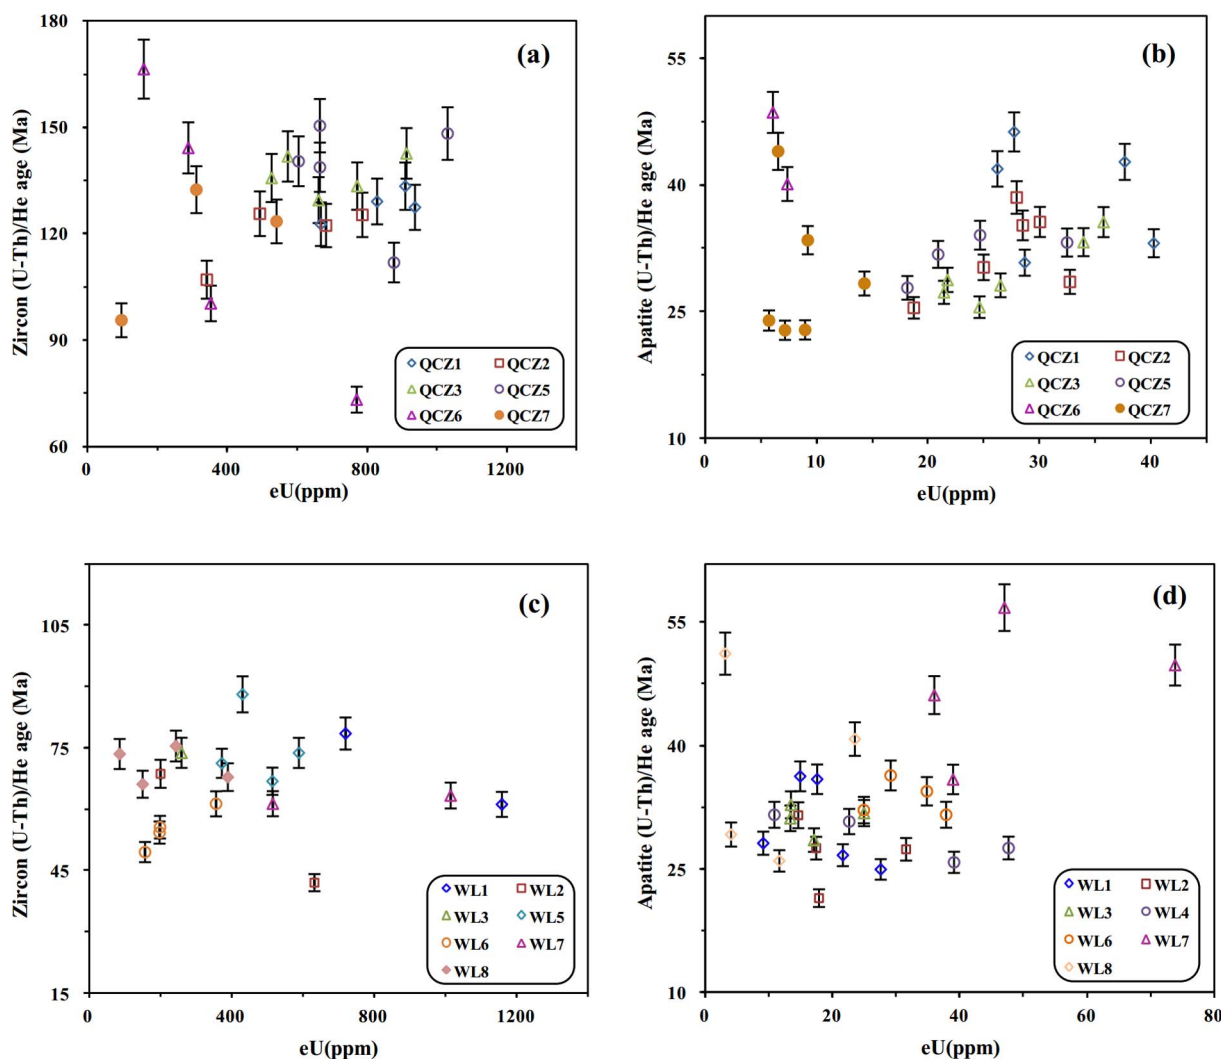 (a)
Zircon (U-Th)/He age (Ma)
180
150
120
90
60
0
400
800
1200
eU(ppm)
QCZ1 QCZ2
QCZ3 QCZ5
QCZ6 QCZ7
(b)
Apatite (U-Th)/He age (Ma)
55
40
25
10
0
10
20
30
40
eU(ppm)
QCZ1 QCZ2
QCZ3 QCZ5
QCZ6 QCZ7
(c)
Zircon (U-Th)/He age (Ma)
105
75
45
15
0
400
800
1200
eU(ppm)
WL1 WL2
WL3 WL5
WL6 WL7
WL8
(d)
Apatite (U-Th)/He age (Ma)
55
40
25
10
0
20
40
60
80
eU(ppm)
WL1 WL2
WL3 WL4
WL6 WL7
WL8